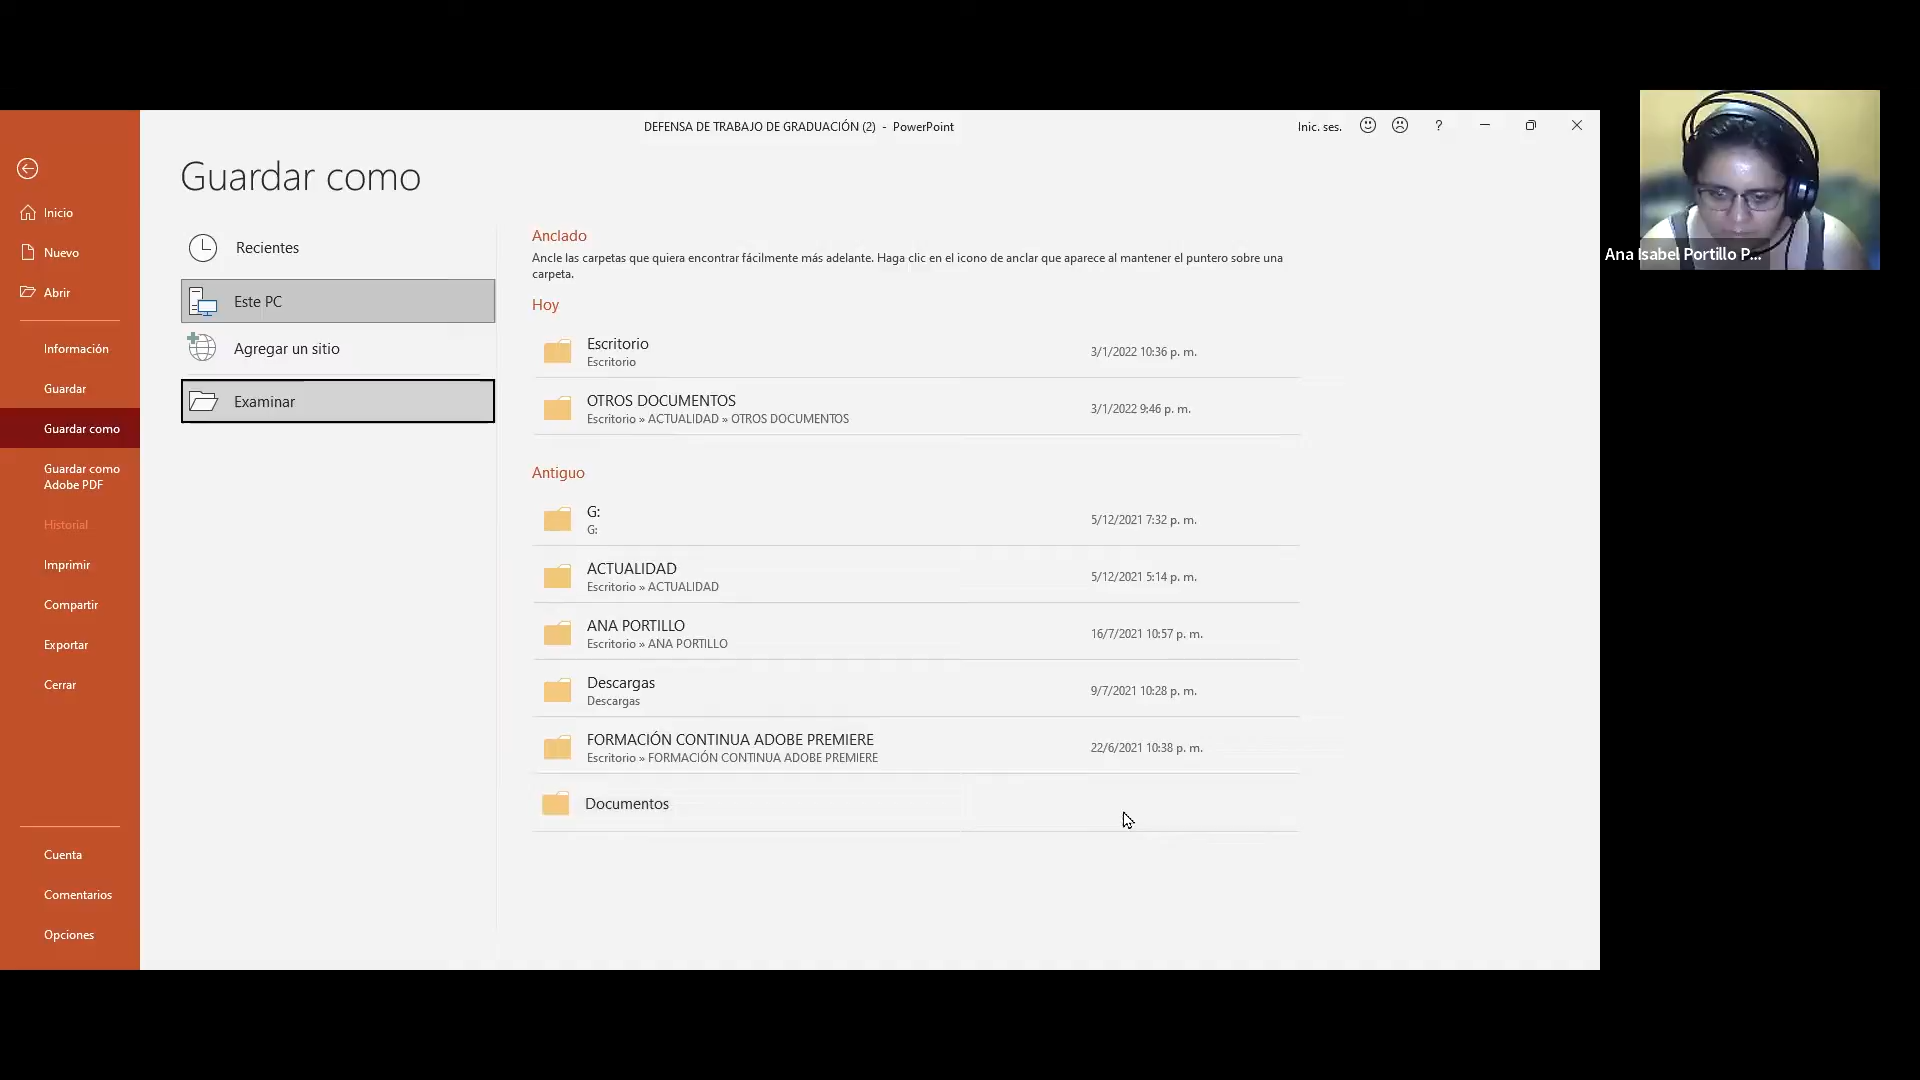 DEFENSA DE TRABAJO DE GRADUACIÓN (2) - PowerPoint
Inic. ses.
?
Inicio
Nuevo
Abrir
Información
Guardar
Guardar como
Guardar como
Adobe PDF
Historial
Imprimir
Compartir
Exportar
Cerrar
Cuenta
Comentarios
Opciones
Guardar como
Recientes
Este PC
Agregar un sitio
Examinar
Anclado
Ancle las carpetas que quiera encontrar fácilmente más adelante. Haga clic en el icono de anclar que aparece al mantener el puntero sobre una
carpeta.
Hoy
Escritorio
Escritorio
3/1/2022 10:36 p. m.
OTROS DOCUMENTOS
Escritorio » ACTUALIDAD » OTROS DOCUMENTOS
3/1/2022 9:46 p. m.
Antiguo
G:
G:
5/12/2021 7:32 p. m.
ACTUALIDAD
Escritorio » ACTUALIDAD
5/12/2021 5:14 p. m.
ANA PORTILLO
Escritorio » ANA PORTILLO
16/7/2021 10:57 p. m.
Descargas
Descargas
9/7/2021 10:28 p. m.
FORMACIÓN CONTINUA ADOBE PREMIERE
Escritorio » FORMACIÓN CONTINUA ADOBE PREMIERE
22/6/2021 10:38 p. m.
Documentos
Ana Isabel Portillo P...